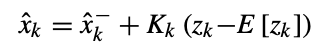 x̂ₖ = x̂ₖ⁻ + Kₖ (zₖ−E [zₖ])